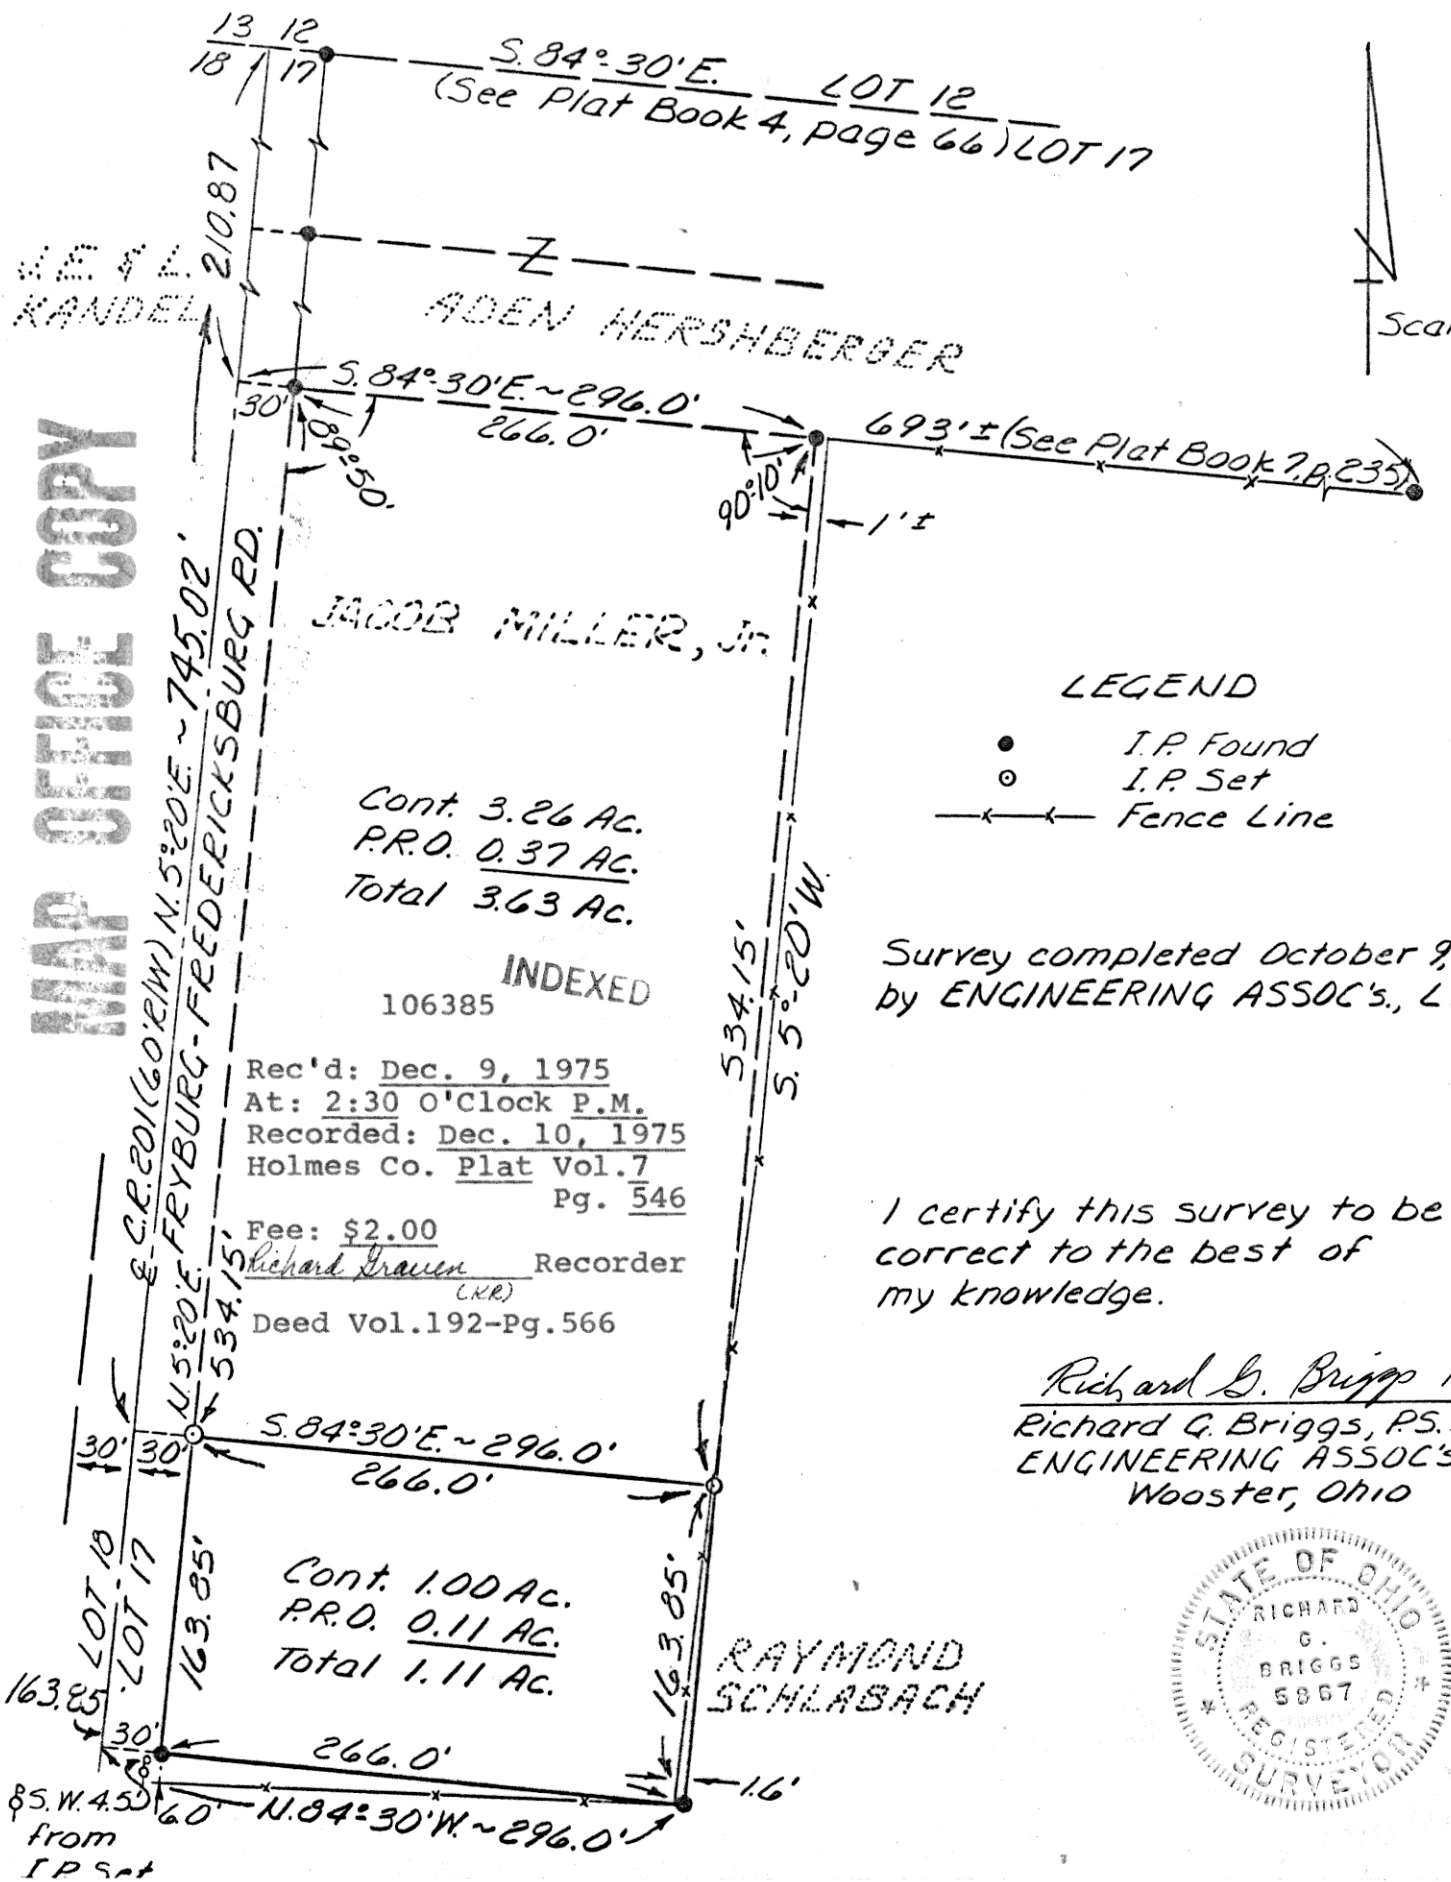 13 12
18 17
S. 84°-30'E. LOT 12
(See Plat Book 4, page 66) LOT 17
210.87
J.E. & L.
KANDEL
Z
ADEN HERSHBERGER
S. 84°-30'E. ~ 296.0'
30'
266.0'
89°-50'
90°-10'
693'± (See Plat Book 7, P. 235)
1'±
MAP OFFICE COPY
JACOB MILLER, Jr.
LEGEND
I.P. Found
I.P. Set
Fence Line
Cont. 3.26 Ac.
P.R.O. 0.37 Ac.
Total 3.63 Ac.
INDEXED
106385
Rec'd: Dec. 9, 1975
At: 2:30 O'Clock P.M.
Recorded: Dec. 10, 1975
Holmes Co. Plat Vol.7
Pg. 546
Fee: $2.00
Richard Graven Recorder
(KR)
Deed Vol.192-Pg.566
℄ C.R. 201 (60' R/W) N. 5°-20'E. ~ 745.02'
FRYBURG-FREDERICKSBURG RD.
N. 5°-20'E.
534.15'
534.15'
S. 5°-20'W.
Survey completed October 9,
by ENGINEERING ASSOC's., L
I certify this survey to be
correct to the best of
my knowledge.
Richard G. Briggs
Richard G. Briggs, P.S.
ENGINEERING ASSOC's
Wooster, Ohio
STATE OF OHIO
RICHARD
G.
BRIGGS
5867
REGISTERED
SURVEYOR
S. 84°-30'E. ~ 296.0'
266.0'
30' 30'
LOT 18
LOT 17
163.85'
Cont. 1.00 Ac.
P.R.O. 0.11 Ac.
Total 1.11 Ac.
163.85'
RAYMOND
SCHLABACH
163.85
30'
266.0'
1.6'
S.W. 4.5'
from
I.P. Set
6.0'
N. 84°-30'W. ~ 296.0'